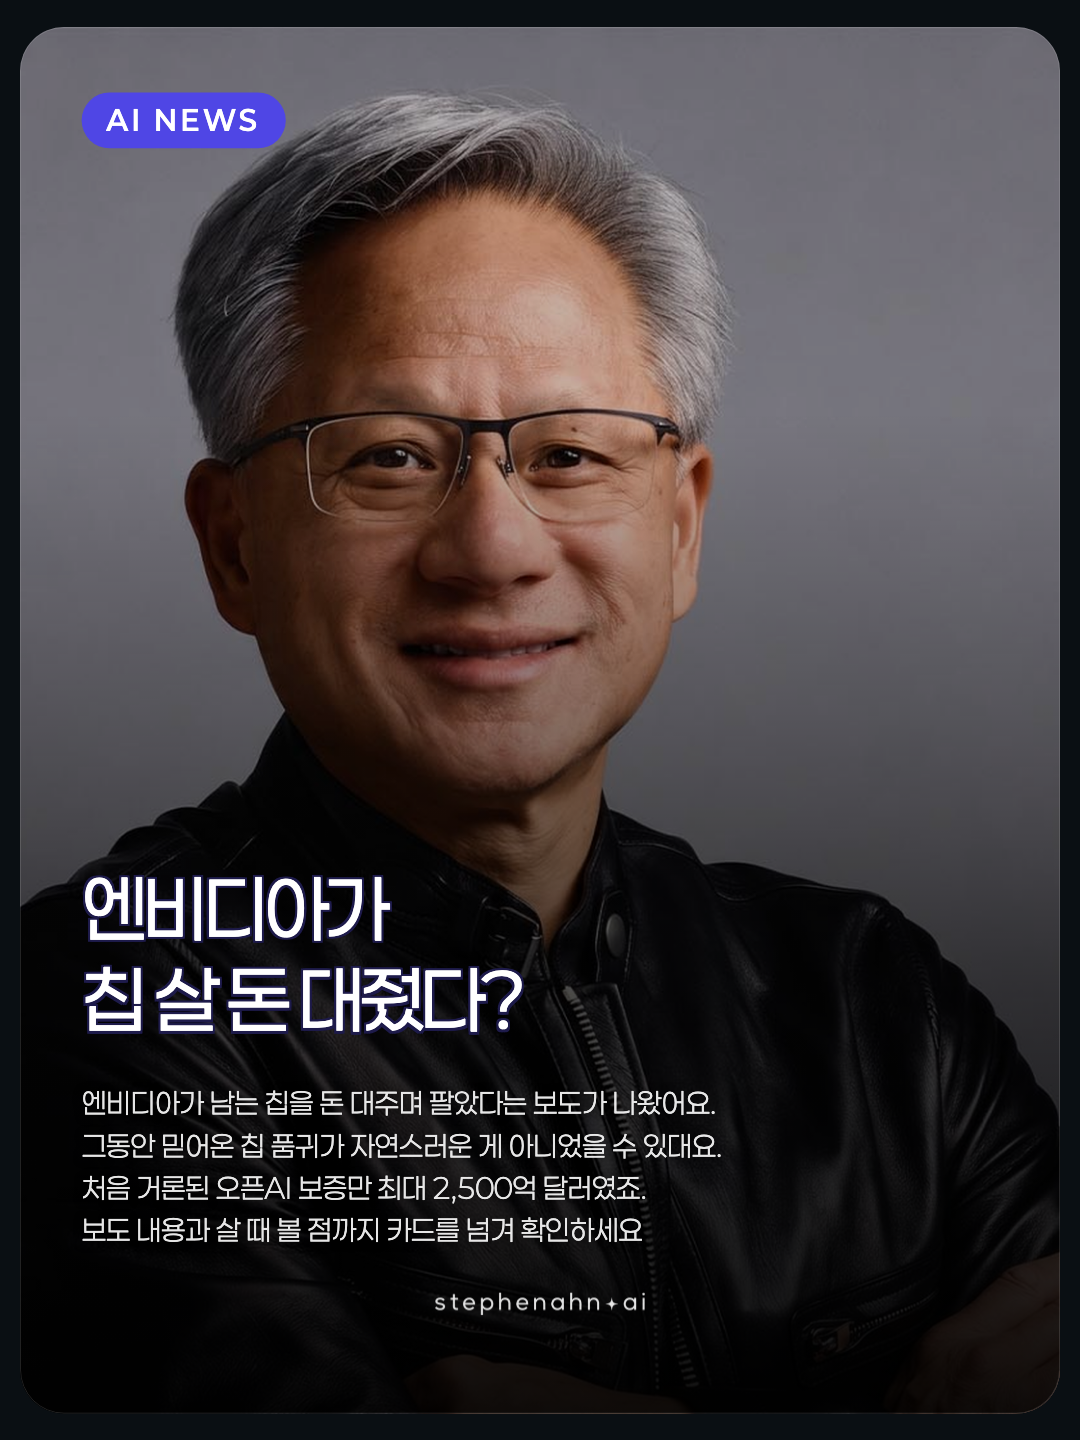 AI NEWS
엔비디아가
칩 살 돈 대줬다?
엔비디아가 남는 칩을 돈 대주며 팔았다는 보도가 나왔어요.
그동안 믿어온 칩 품귀가 자연스러운 게 아니었을 수 있대요.
처음 거론된 오픈AI 보증만 최대 2,500억 달러였죠.
보도 내용과 살 때 볼 점까지 카드를 넘겨 확인하세요
stephenahn✦ai